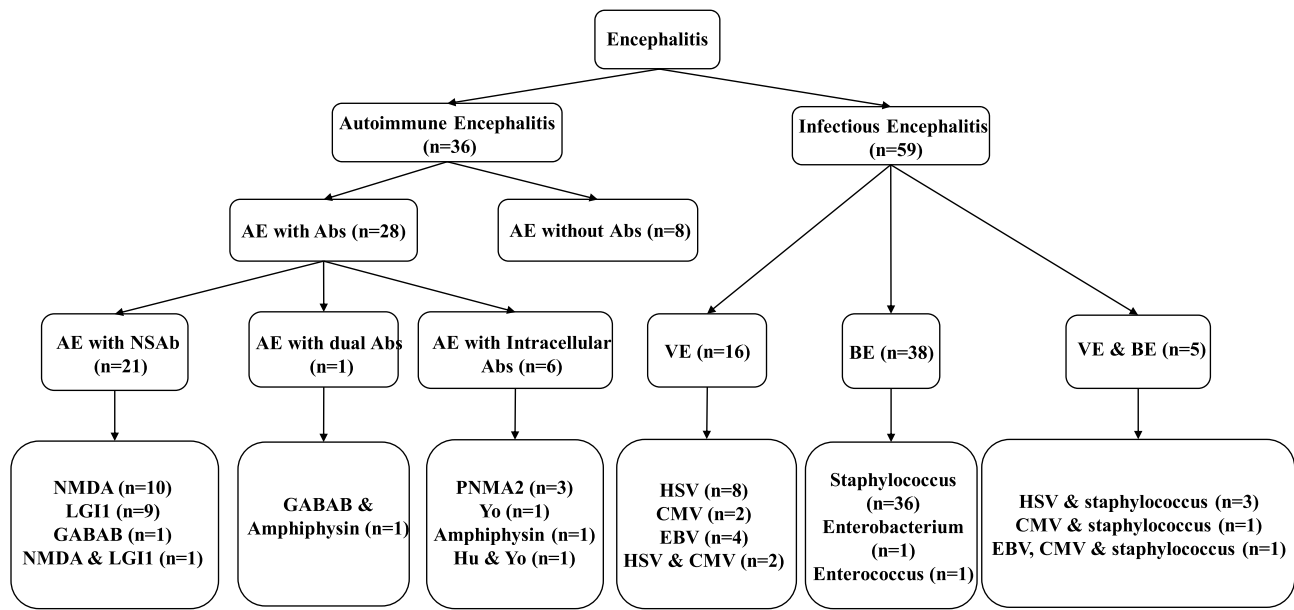 Encephalitis
Autoimmune Encephalitis
(n=36)
Infectious Encephalitis
(n=59)
AE with Abs (n=28)
AE without Abs (n=8)
AE with NSAb
(n=21)
AE with dual Abs
(n=1)
AE with Intracellular
Abs (n=6)
VE (n=16)
BE (n=38)
VE & BE (n=5)
NMDA (n=10)
LGI1 (n=9)
GABAB (n=1)
NMDA & LGI1 (n=1)
GABAB &
Amphiphysin (n=1)
PNMA2 (n=3)
Yo (n=1)
Amphiphysin (n=1)
Hu & Yo (n=1)
HSV (n=8)
CMV (n=2)
EBV (n=4)
HSV & CMV (n=2)
Staphylococcus
(n=36)
Enterobacterium
(n=1)
Enterococcus (n=1)
HSV & staphylococcus (n=3)
CMV & staphylococcus (n=1)
EBV, CMV & staphylococcus (n=1)